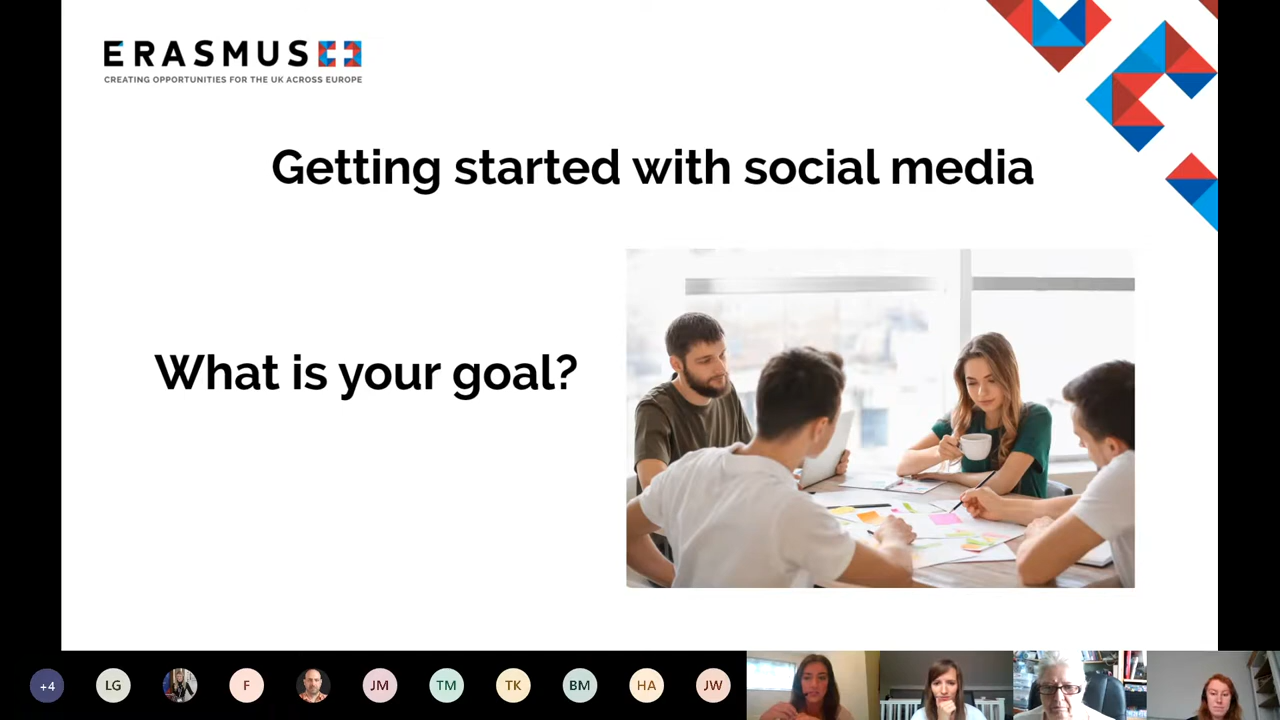 ERASMUS
CREATING OPPORTUNITIES FOR THE UK ACROSS EUROPE
Getting started with social media
What is your goal?
+4
LG
F
JM
TM
TK
BM
HA
JW